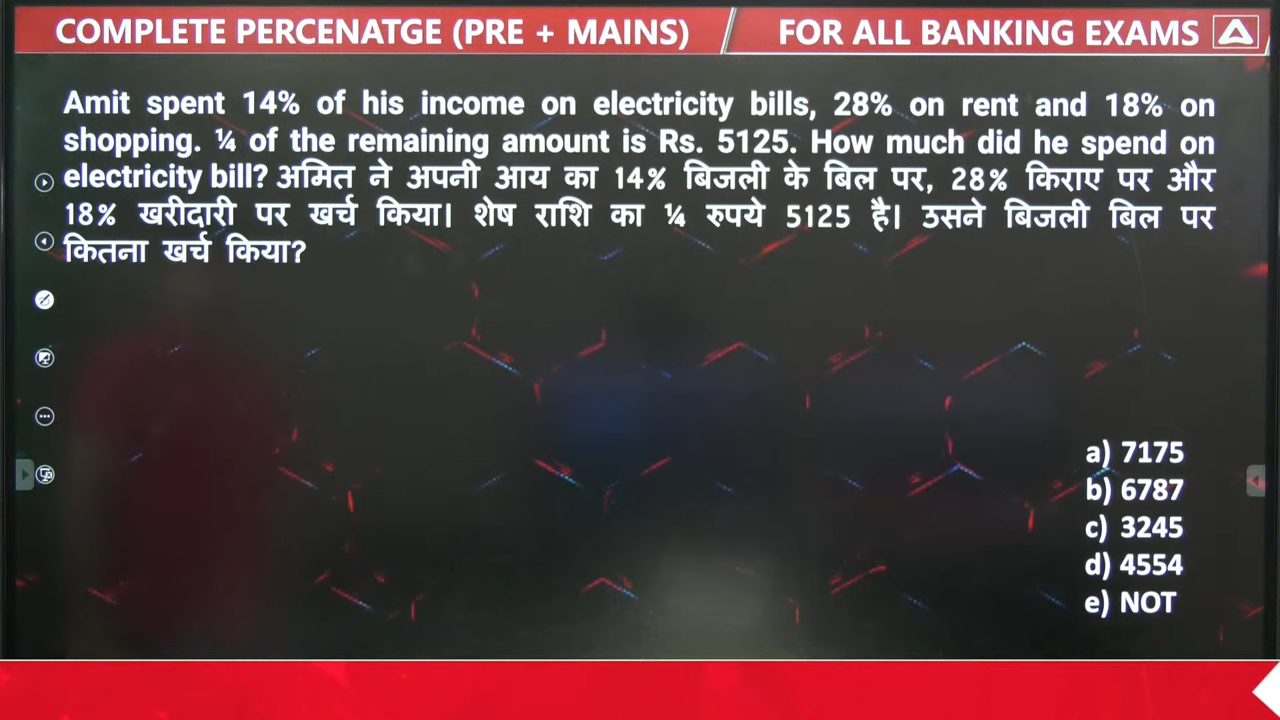 COMPLETE PERCENATGE (PRE + MAINS)
FOR ALL BANKING EXAMS
Amit spent 14% of his income on electricity bills, 28% on rent and 18% on
shopping. ¼ of the remaining amount is Rs. 5125. How much did he spend on
electricity bill? अमित ने अपनी आय का 14% बिजली के बिल पर, 28% किराए पर और
18% खरीदारी पर खर्च किया। शेष राशि का ¼ रुपये 5125 है। उसने बिजली बिल पर
कितना खर्च किया?
a) 7175
b) 6787
c) 3245
d) 4554
e) NOT